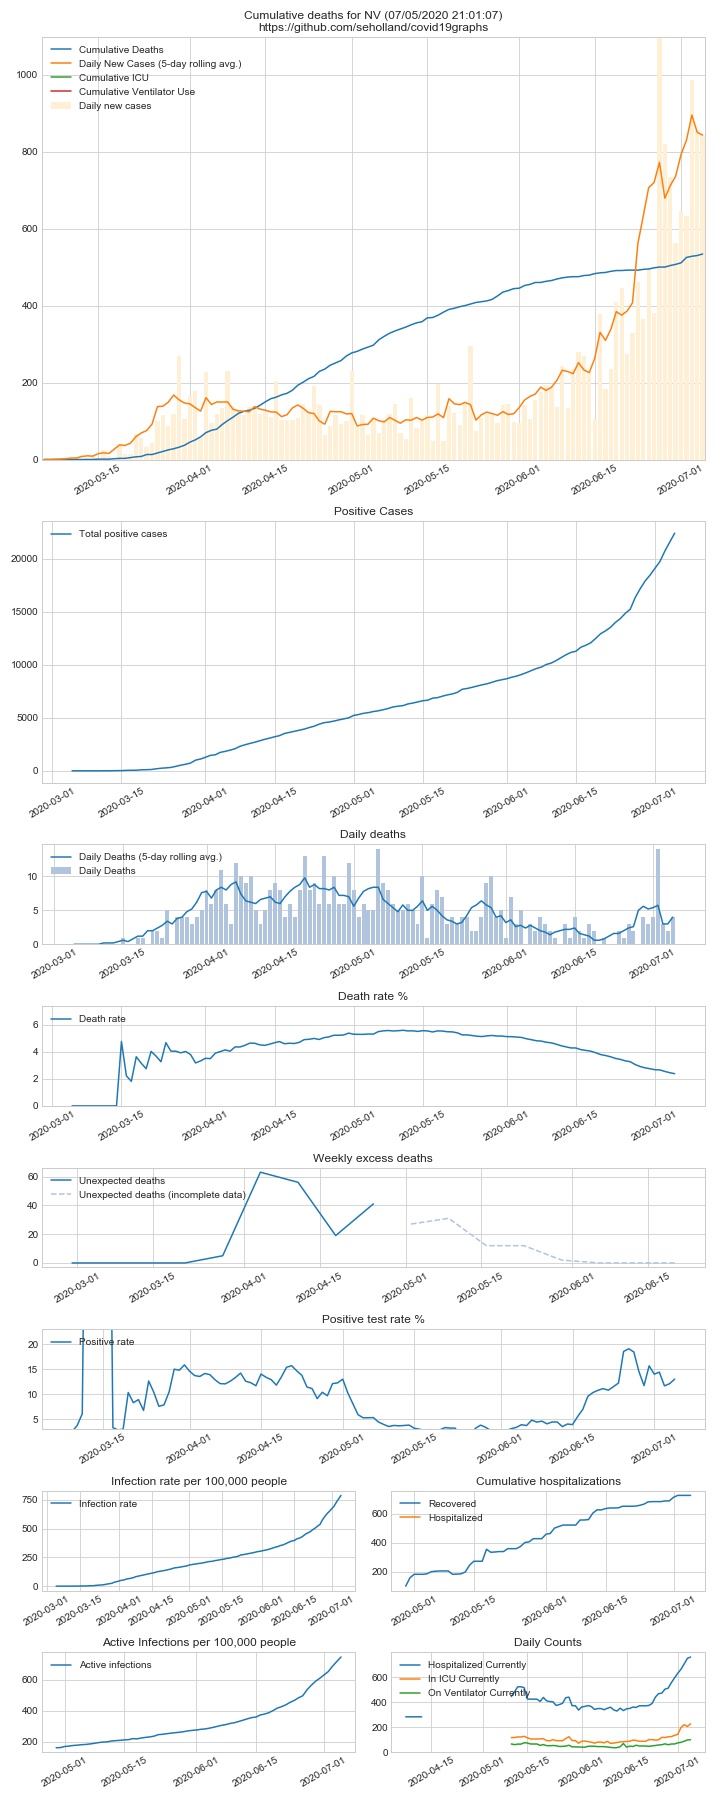 Cumulative deaths for NV (07/05/2020 21:01:07)
https://github.com/seholland/covid19graphs
Cumulative Deaths
Daily New Cases (5-day rolling avg.)
Cumulative ICU
Cumulative Ventilator Use
Daily new cases
1000
800
600
400
200
0
2020-03-15 2020-04-01 2020-04-15 2020-05-01 2020-05-15 2020-06-01 2020-06-15 2020-07-01
Positive Cases
Total positive cases
20000
15000
10000
5000
0
2020-03-01 2020-03-15 2020-04-01 2020-04-15 2020-05-01 2020-05-15 2020-06-01 2020-06-15 2020-07-01
Daily deaths
Daily Deaths (5-day rolling avg.)
Daily Deaths
10
5
0
2020-03-01 2020-03-15 2020-04-01 2020-04-15 2020-05-01 2020-05-15 2020-06-01 2020-06-15 2020-07-01
Death rate %
Death rate
6
4
2
0
2020-03-01 2020-03-15 2020-04-01 2020-04-15 2020-05-01 2020-05-15 2020-06-01 2020-06-15 2020-07-01
Weekly excess deaths
Unexpected deaths
Unexpected deaths (incomplete data)
60
40
20
0
2020-03-01 2020-03-15 2020-04-01 2020-04-15 2020-05-01 2020-05-15 2020-06-01 2020-06-15
Positive test rate %
Positive rate
20
15
10
5
2020-03-15 2020-04-01 2020-04-15 2020-05-01 2020-05-15 2020-06-01 2020-06-15 2020-07-01
Infection rate per 100,000 people
Infection rate
750
500
250
0
2020-03-01 2020-03-15 2020-04-01 2020-04-15 2020-05-01 2020-05-15 2020-06-01 2020-06-15 2020-07-01
Cumulative hospitalizations
Recovered
Hospitalized
600
400
200
2020-05-01 2020-05-15 2020-06-01 2020-06-15 2020-07-01
Active Infections per 100,000 people
Active infections
600
400
200
2020-05-01 2020-05-15 2020-06-01 2020-06-15 2020-07-01
Daily Counts
Hospitalized Currently
In ICU Currently
On Ventilator Currently
600
400
200
0
2020-04-15 2020-05-01 2020-05-15 2020-06-01 2020-06-15 2020-07-01